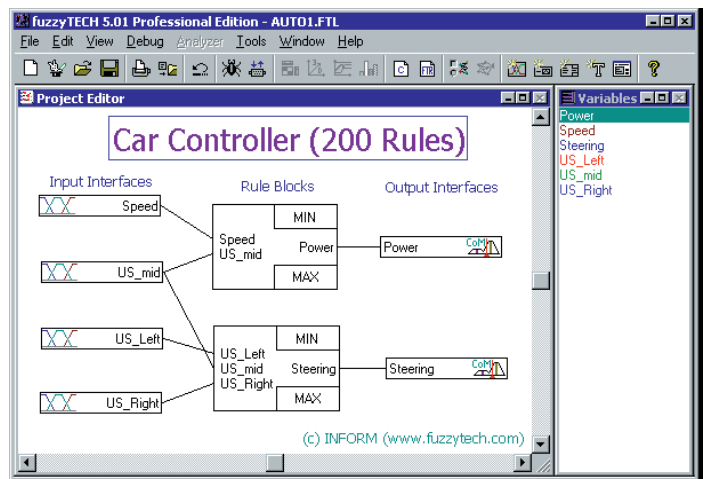 fuzzyTECH 5.01 Professional Edition - AUTO1.FTL
File Edit View Debug Analyzer Tools Window Help
Project Editor
Car Controller (200 Rules)
Input Interfaces
Rule Blocks
Output Interfaces
Speed
US_mid
US_Left
US_Right
MIN
Speed
US_mid
Power
MAX
MIN
US_Left
US_mid
US_Right
Steering
MAX
Power
CoM
Steering
CoM
(c) INFORM (www.fuzzytech.com)
Variables
Power
Speed
Steering
US_Left
US_mid
US_Right